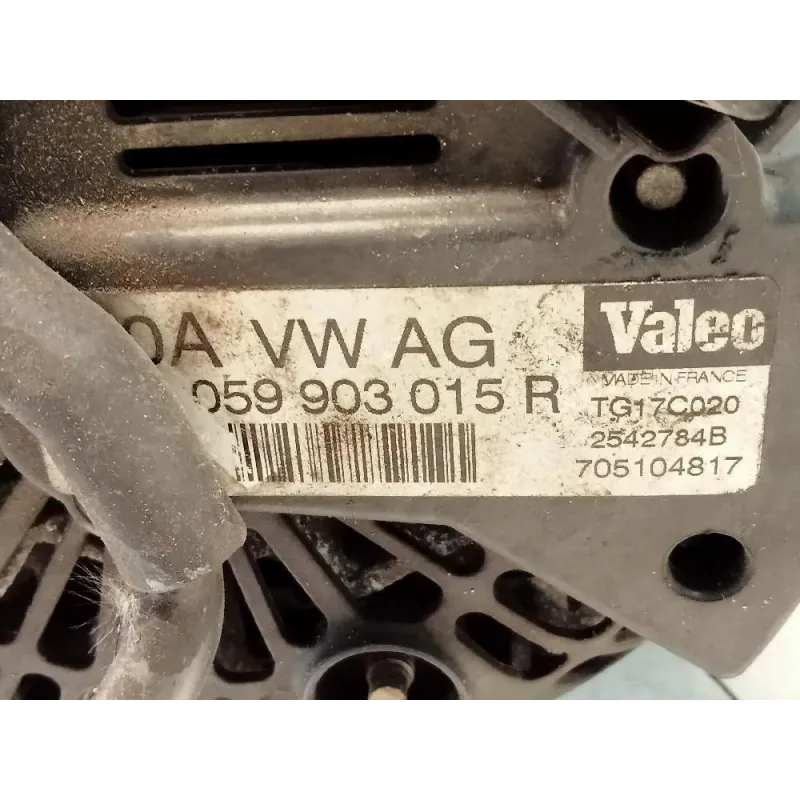 0A VW AG
059 903 015 R
Valeo
MADE IN FRANCE
TG17C020
2542784B
705104817